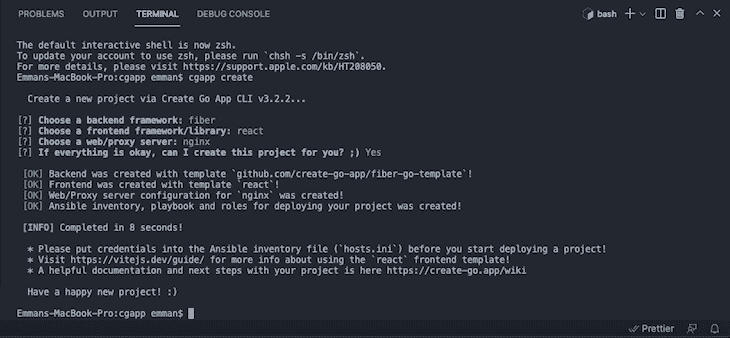 PROBLEMS OUTPUT TERMINAL DEBUG CONSOLE bash
The default interactive shell is now zsh.
To update your account to use zsh, please run `chsh -s /bin/zsh`.
For more details, please visit https://support.apple.com/kb/HT208050.
Emmans-MacBook-Pro:cgapp emman$ cgapp create
Create a new project via Create Go App CLI v3.2.2...
[?] Choose a backend framework: fiber
[?] Choose a frontend framework/library: react
[?] Choose a web/proxy server: nginx
[?] If everything is okay, can I create this project for you? ;) Yes
[OK] Backend was created with template `github.com/create-go-app/fiber-go-template`!
[OK] Frontend was created with template `react`!
[OK] Web/Proxy server configuration for `nginx` was created!
[OK] Ansible inventory, playbook and roles for deploying your project was created!
[INFO] Completed in 8 seconds!
* Please put credentials into the Ansible inventory file (`hosts.ini`) before you start deploying a project!
* Visit https://vitejs.dev/guide/ for more info about using the `react` frontend template!
* A helpful documentation and next steps with your project is here https://create-go.app/wiki
Have a happy new project! :)
Emmans-MacBook-Pro:cgapp emman$
Prettier